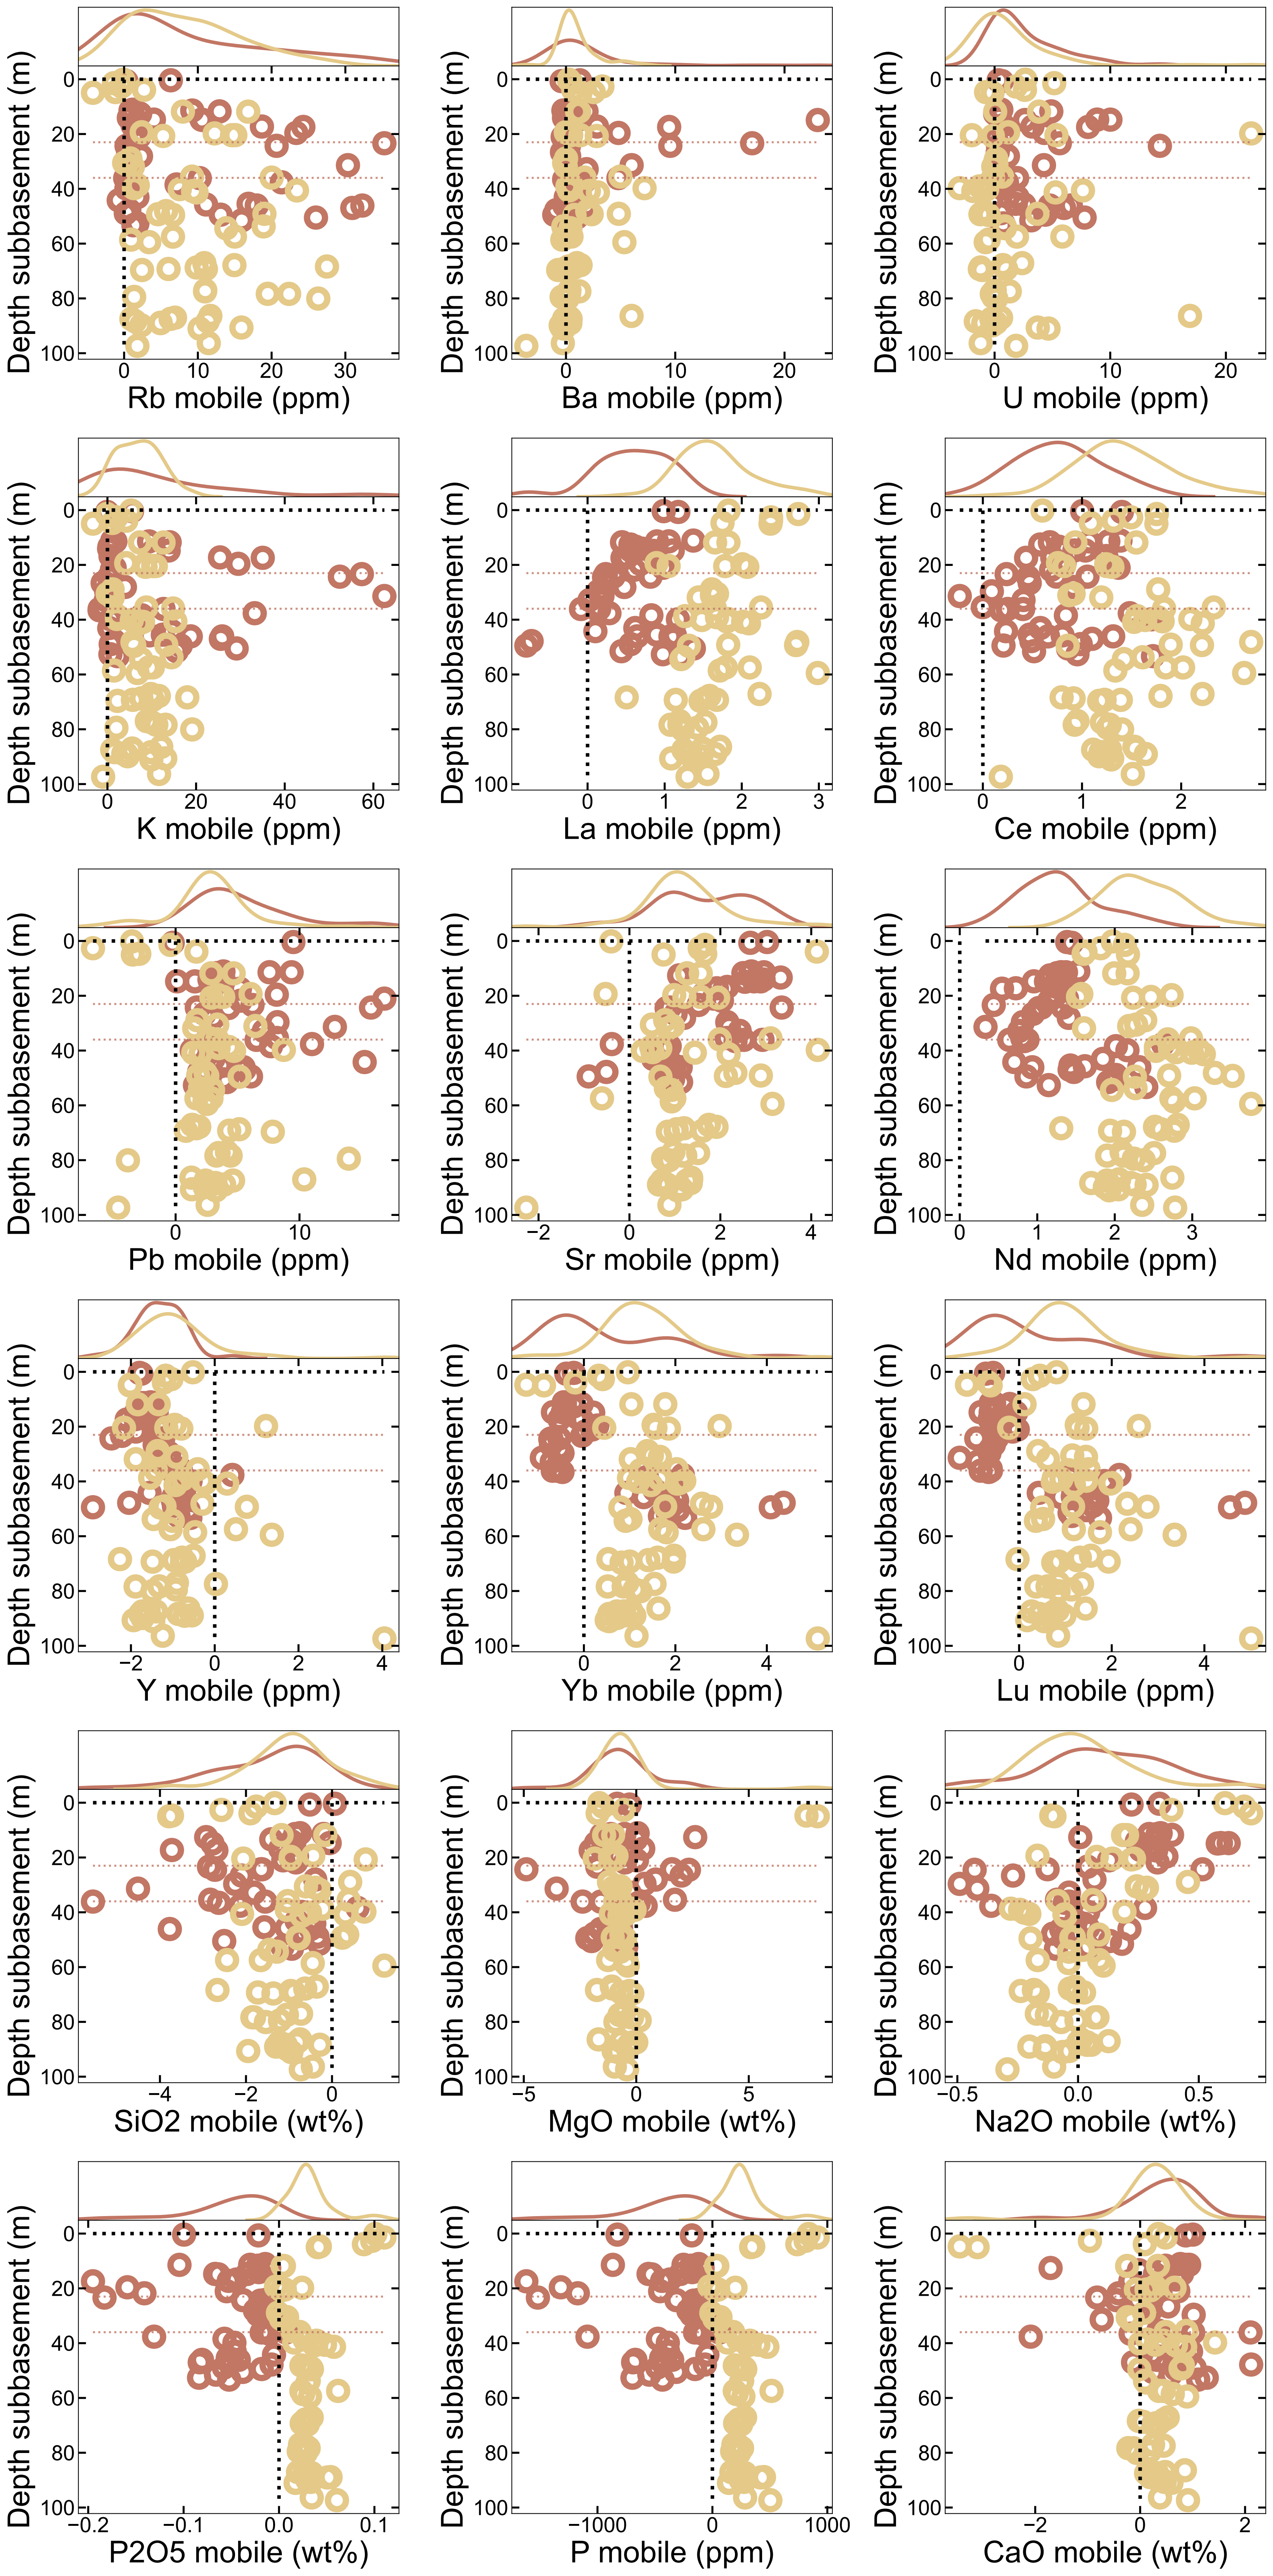 Depth subbasement (m)
0
20
40
60
80
100
0 10 20 30
Rb mobile (ppm)
Depth subbasement (m)
0
20
40
60
80
100
0 10 20
Ba mobile (ppm)
Depth subbasement (m)
0
20
40
60
80
100
0 10 20
U mobile (ppm)
Depth subbasement (m)
0
20
40
60
80
100
0 20 40 60
K mobile (ppm)
Depth subbasement (m)
0
20
40
60
80
100
0 1 2 3
La mobile (ppm)
Depth subbasement (m)
0
20
40
60
80
100
0 1 2
Ce mobile (ppm)
Depth subbasement (m)
0
20
40
60
80
100
0 10
Pb mobile (ppm)
Depth subbasement (m)
0
20
40
60
80
100
−2 0 2 4
Sr mobile (ppm)
Depth subbasement (m)
0
20
40
60
80
100
0 1 2 3
Nd mobile (ppm)
Depth subbasement (m)
0
20
40
60
80
100
−2 0 2 4
Y mobile (ppm)
Depth subbasement (m)
0
20
40
60
80
100
0 2 4
Yb mobile (ppm)
Depth subbasement (m)
0
20
40
60
80
100
0 2 4
Lu mobile (ppm)
Depth subbasement (m)
0
20
40
60
80
100
−4 −2 0
SiO2 mobile (wt%)
Depth subbasement (m)
0
20
40
60
80
100
−5 0 5
MgO mobile (wt%)
Depth subbasement (m)
0
20
40
60
80
100
−0.5 0.0 0.5
Na2O mobile (wt%)
Depth subbasement (m)
0
20
40
60
80
100
−0.2 −0.1 0.0 0.1
P2O5 mobile (wt%)
Depth subbasement (m)
0
20
40
60
80
100
−1000 0 1000
P mobile (ppm)
Depth subbasement (m)
0
20
40
60
80
100
−2 0 2
CaO mobile (wt%)